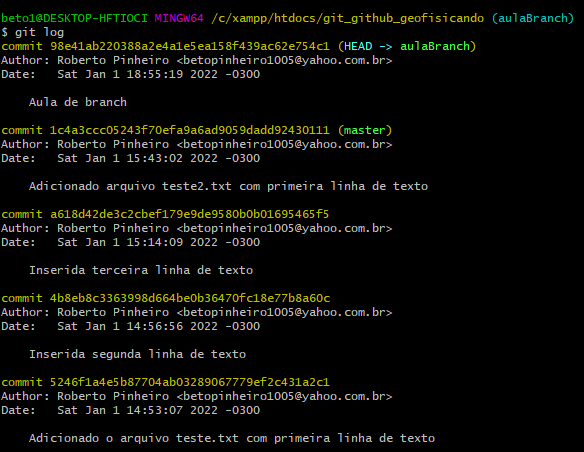 beto1@DESKTOP-HFTIOCI MINGW64 /c/xampp/htdocs/git_github_geofisicando (aulaBranch)
$ git log
commit 98e41ab220388a2e4a1e5ea158f439ac62e754c1 (HEAD -> aulaBranch)
Author: Roberto Pinheiro <betopinheiro1005@yahoo.com.br>
Date:   Sat Jan 1 18:55:19 2022 -0300
    Aula de branch
commit 1c4a3ccc05243f70efa9a6ad9059dadd92430111 (master)
Author: Roberto Pinheiro <betopinheiro1005@yahoo.com.br>
Date:   Sat Jan 1 15:43:02 2022 -0300
    Adicionado arquivo teste2.txt com primeira linha de texto
commit a618d42de3c2cbef179e9de9580b0b01695465f5
Author: Roberto Pinheiro <betopinheiro1005@yahoo.com.br>
Date:   Sat Jan 1 15:14:09 2022 -0300
    Inserida terceira linha de texto
commit 4b8eb8c3363998d664be0b36470fc18e77b8a60c
Author: Roberto Pinheiro <betopinheiro1005@yahoo.com.br>
Date:   Sat Jan 1 14:56:56 2022 -0300
    Inserida segunda linha de texto
commit 5246f1a4e5b87704ab03289067779ef2c431a2c1
Author: Roberto Pinheiro <betopinheiro1005@yahoo.com.br>
Date:   Sat Jan 1 14:53:07 2022 -0300
    Adicionado o arquivo teste.txt com primeira linha de texto